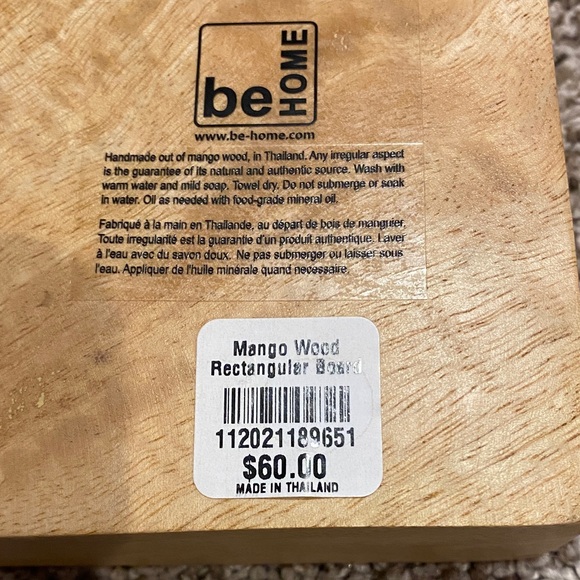 be HOME
www.be-home.com
Handmade out of mango wood, in Thailand. Any irregular aspect
is the guarantee of its natural and authentic source. Wash with
warm water and mild soap. Towel dry. Do not submerge or soak
in water. Oil as needed with food-grade mineral oil.
Fabriqué à la main en Thailande, au départ de bois de manguier.
Toute irregularité est la guarantie d'un produit authentique. Laver
à l'eau avec du savon doux. Ne pas submerger ou laisser sous
l'eau. Appliquer de l'huile minérale quand necessaire.
Mango Wood
Rectangular Board
112021189651
$60.00
MADE IN THAILAND